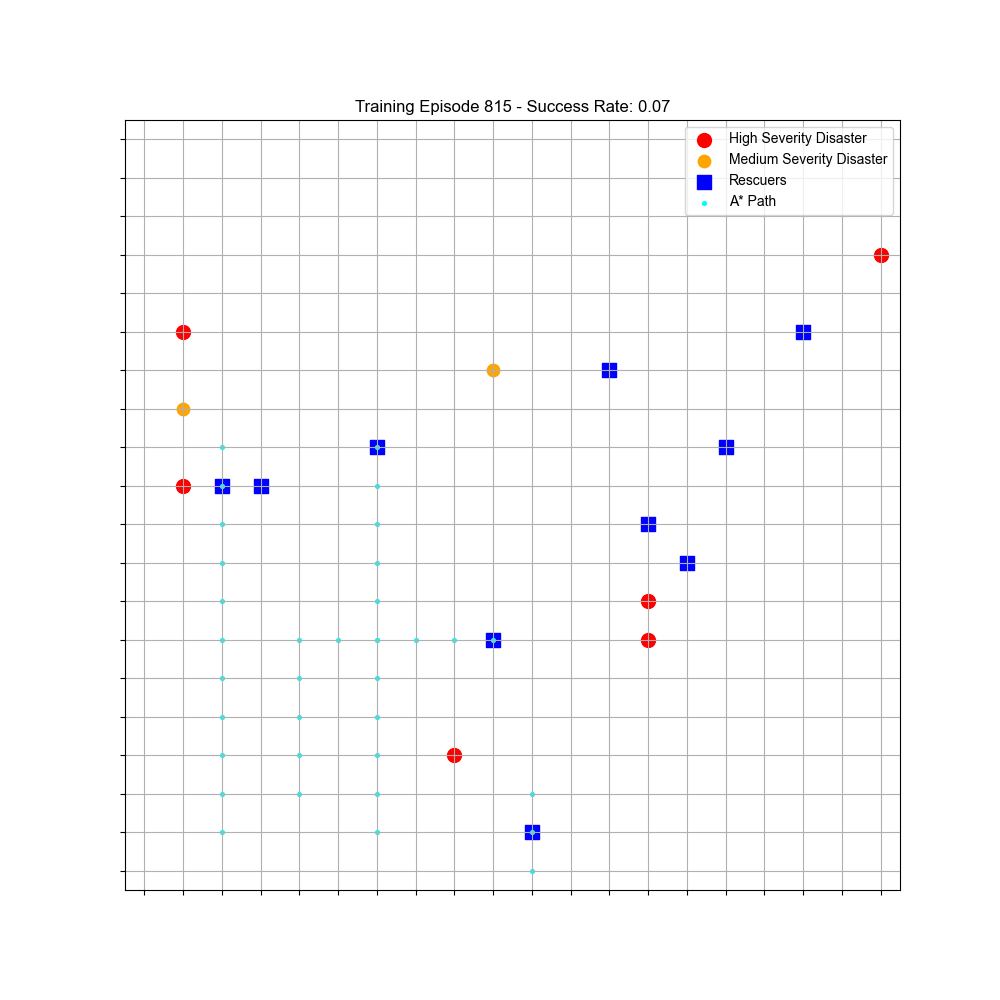 Training Episode 815 - Success Rate: 0.07
High Severity Disaster
Medium Severity Disaster
Rescuers
A* Path